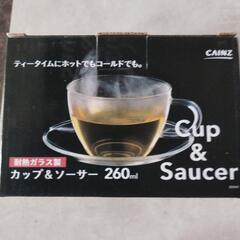 CAINZ
ティータイムにホットでもコールドでも。
Cup
&
Saucer
耐熱ガラス製
カップ&ソーサー 260ml